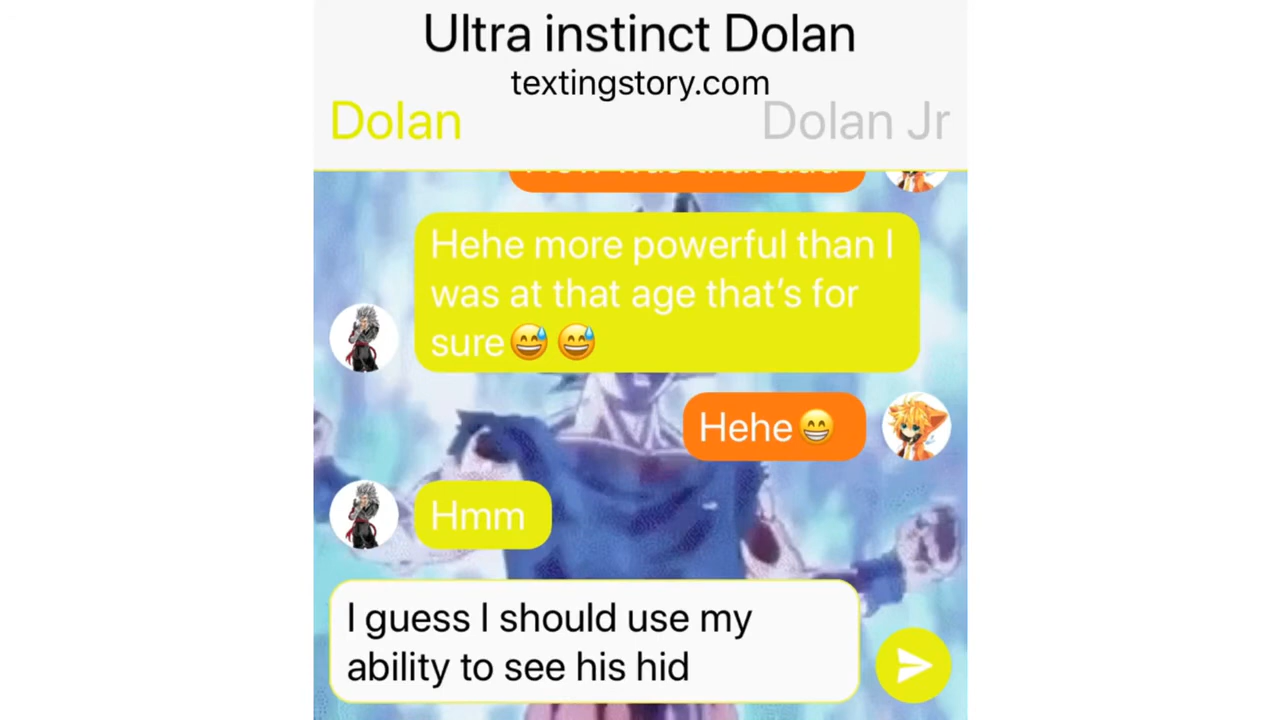 Ultra instinct Dolan
textingstory.com
Dolan
Dolan Jr
Hehe more powerful than I
was at that age that's for
sure😅😅
Hehe😁
Hmm
I guess I should use my
ability to see his hid